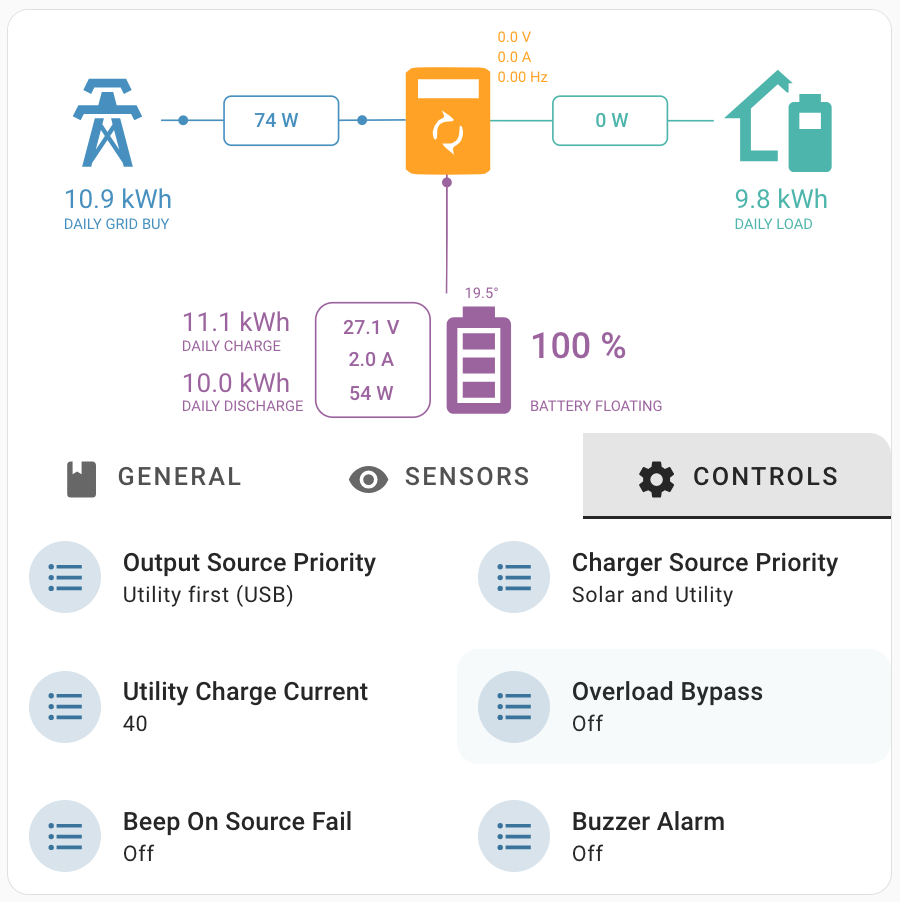 0.0 V
0.0 A
0.00 Hz
74 W
0 W
10.9 kWh
DAILY GRID BUY
9.8 kWh
DAILY LOAD
19.5°
11.1 kWh
DAILY CHARGE
10.0 kWh
DAILY DISCHARGE
27.1 V
2.0 A
54 W
100 %
BATTERY FLOATING
GENERAL
SENSORS
CONTROLS
Output Source Priority
Utility first (USB)
Charger Source Priority
Solar and Utility
Utility Charge Current
40
Overload Bypass
Off
Beep On Source Fail
Off
Buzzer Alarm
Off